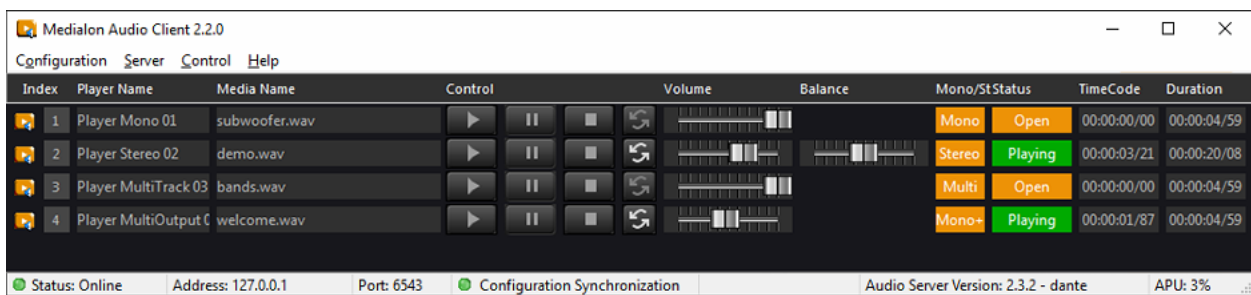 Medialon Audio Client 2.2.0
Configuration Server Control Help
Index Player Name Media Name Control Volume Balance Mono/St Status TimeCode Duration
1 Player Mono 01 subwoofer.wav Mono Open 00:00:00/00 00:00:04/59
2 Player Stereo 02 demo.wav Stereo Playing 00:00:03/21 00:00:20/08
3 Player MultiTrack 03 bands.wav Multi Open 00:00:00/00 00:00:04/59
4 Player MultiOutput 0 welcome.wav Mono+ Playing 00:00:01/87 00:00:04/59
Status: Online Address: 127.0.0.1 Port: 6543 Configuration Synchronization Audio Server Version: 2.3.2 - dante APU: 3%